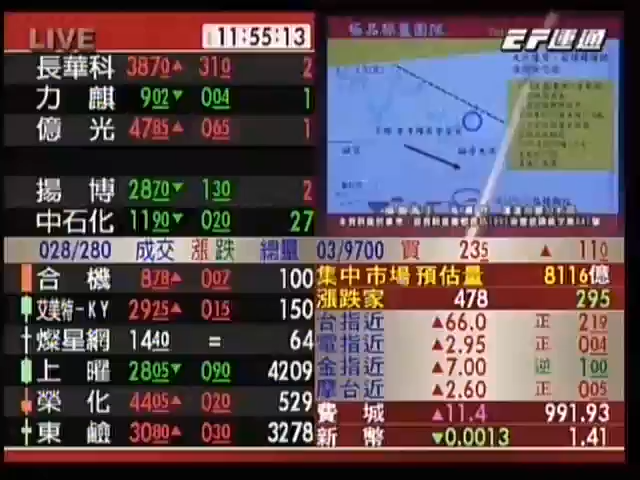 LIVE 11:55:13
長華科 3870▲ 310 2
力麒 902▼ 004 1
億光 4785▲ 065 1
揚博 2870▼ 130 2
中石化 1190▼ 020 27
028/280 成交 漲跌 總量
合機 878▲ 007 100
艾美特-KY 2925▲ 015 150
燦星網 1440 = 64
上曜 2805▼ 090 4209
榮化 4405▲ 020 529
東鹼 3080▲ 030 3278
EF運通
03/9700 買 235 ▲ 110
集中市場預估量 8116億
漲跌家 478 295
台指近 ▲66.0 正 219
電指近 ▲2.95 正 004
金指近 ▲7.00 逆 100
摩台近 ▲2.60 正 005
費城 ▲11.4 991.93
新幣 ▼0.0013 1.41